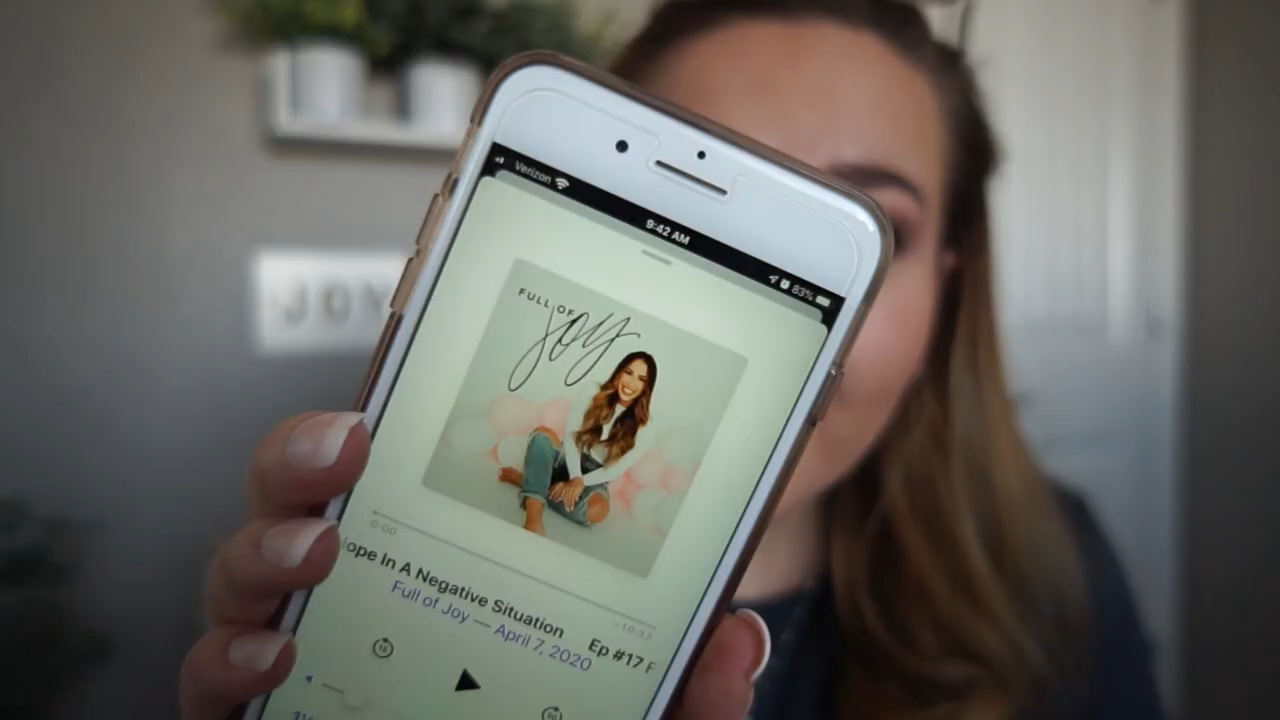 JOY
Verizon
9:42 AM
83%
FULL OF
joy
0:00
-10:37
In A Negative Situation
Ep #17 F
Full of Joy — April 7, 2020
15
30